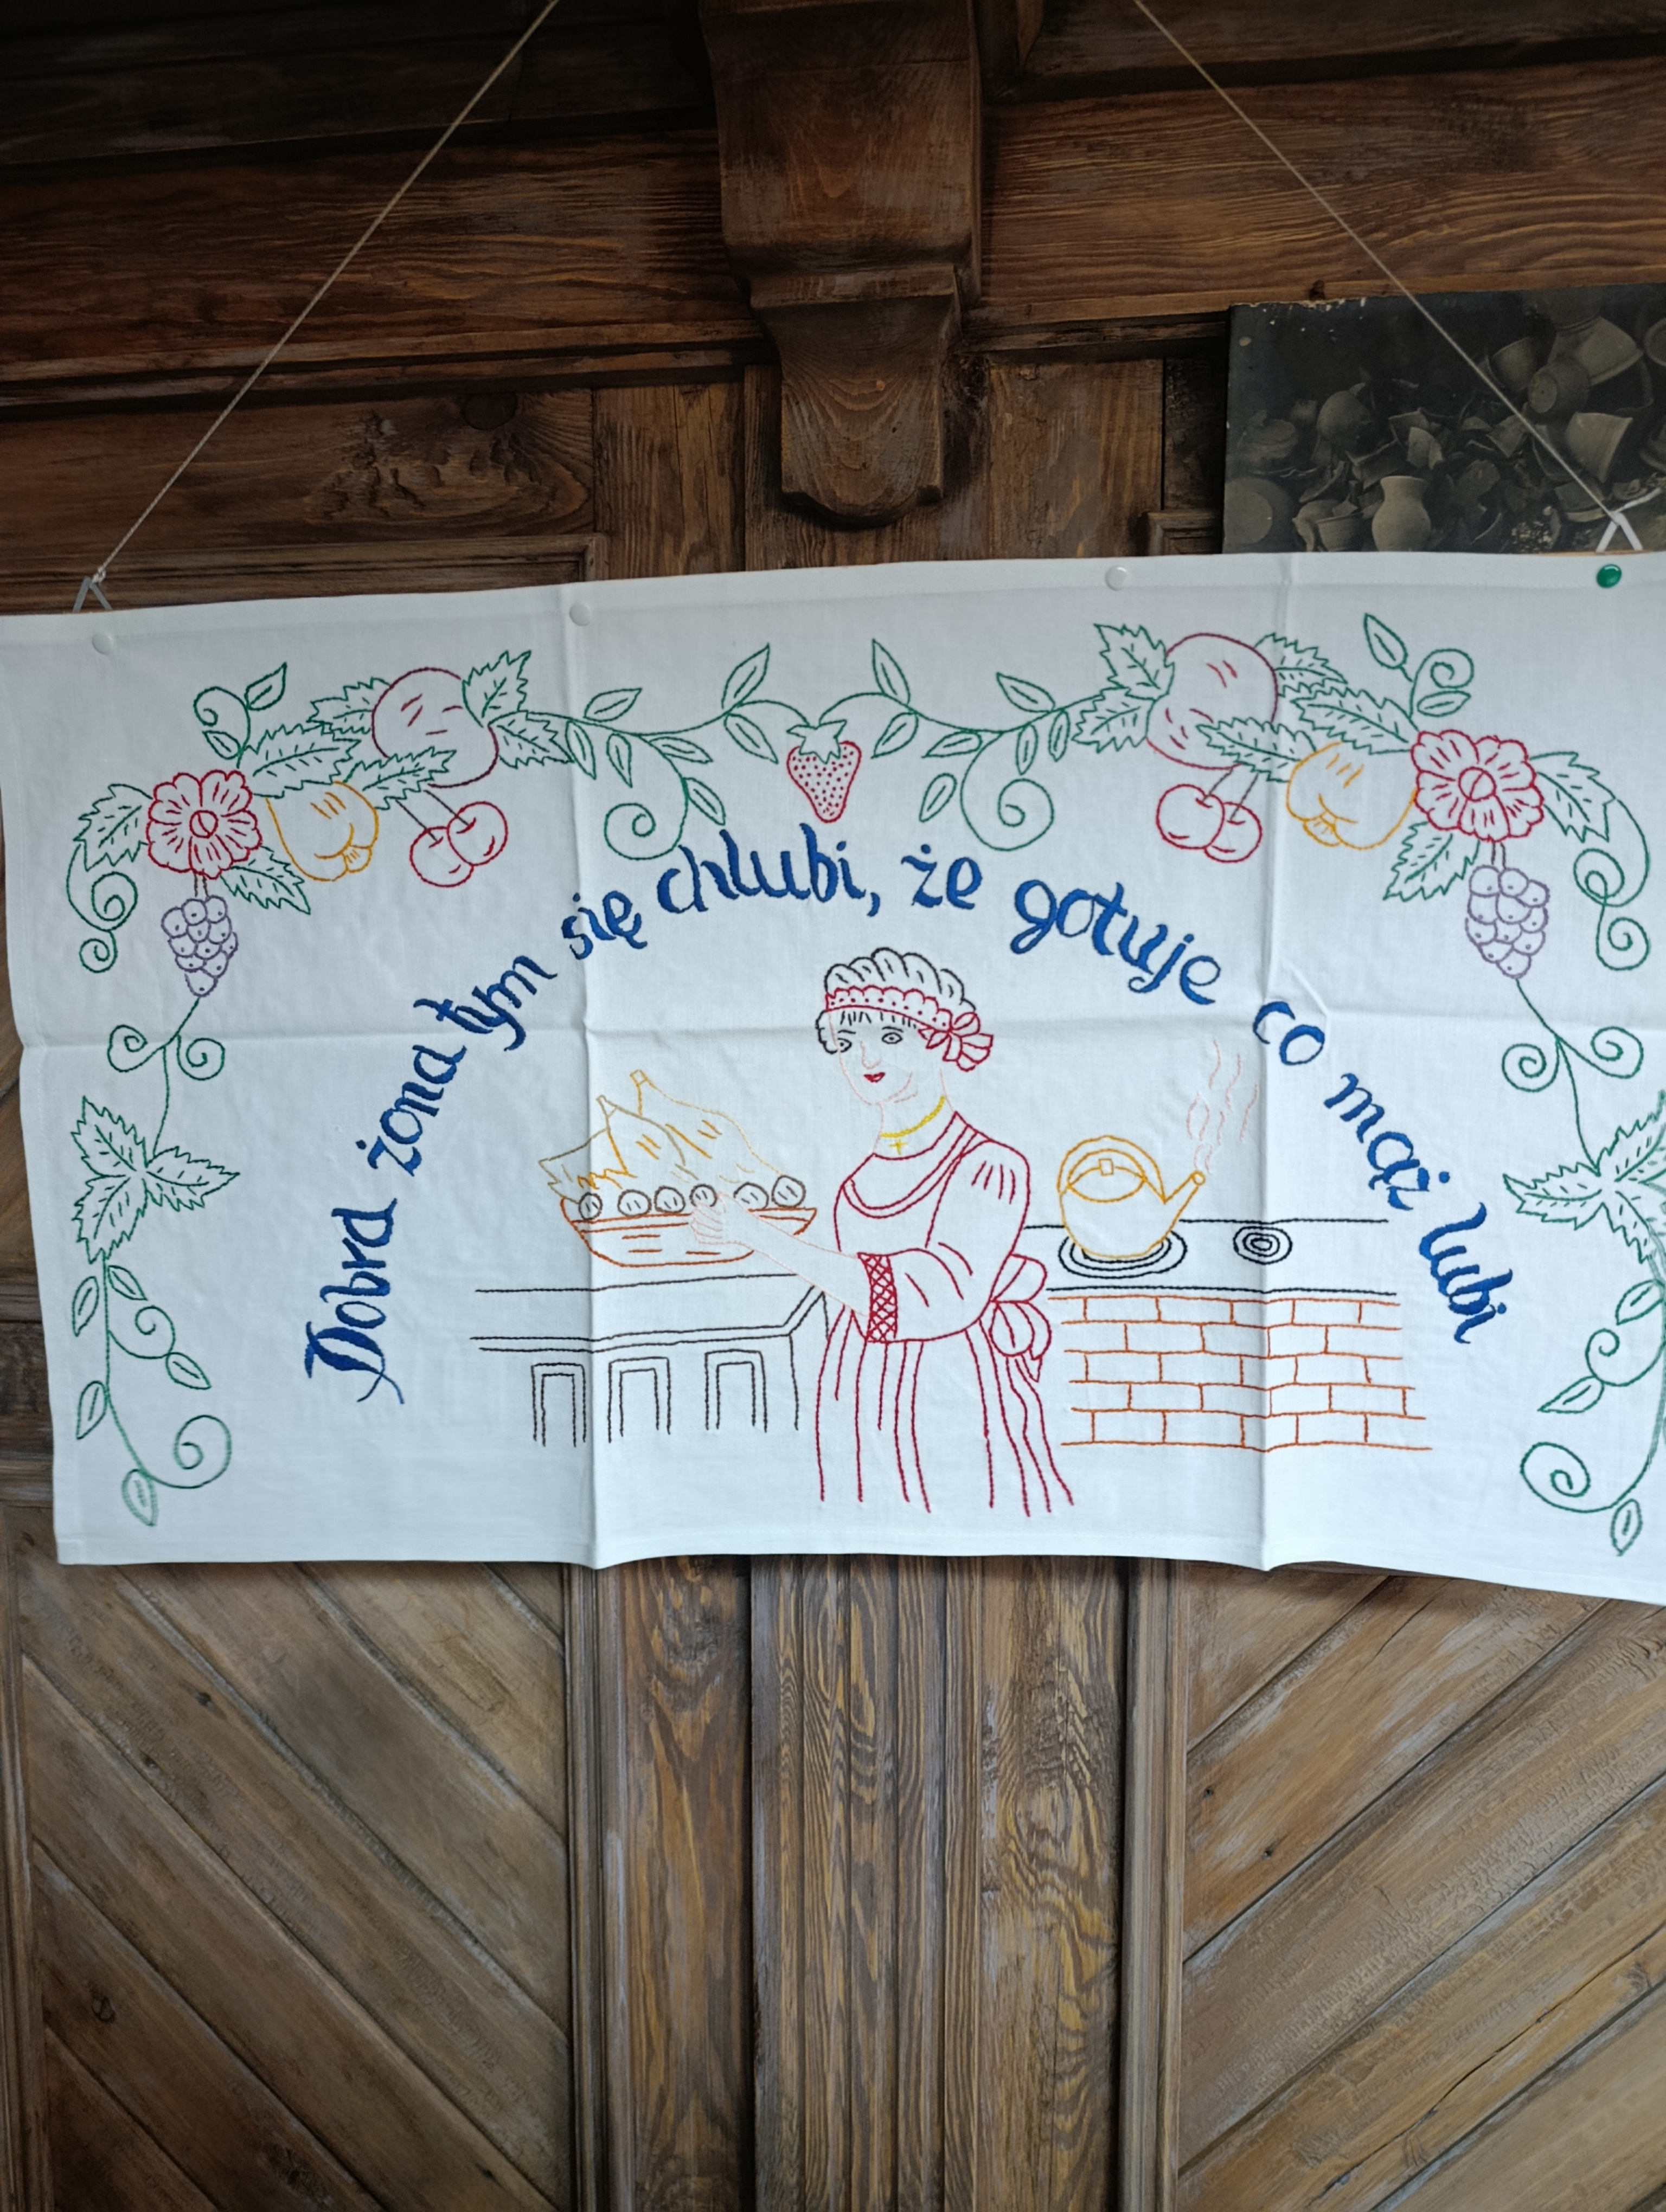 Dobra żona tym się chlubi, że gotuje co mąż lubi